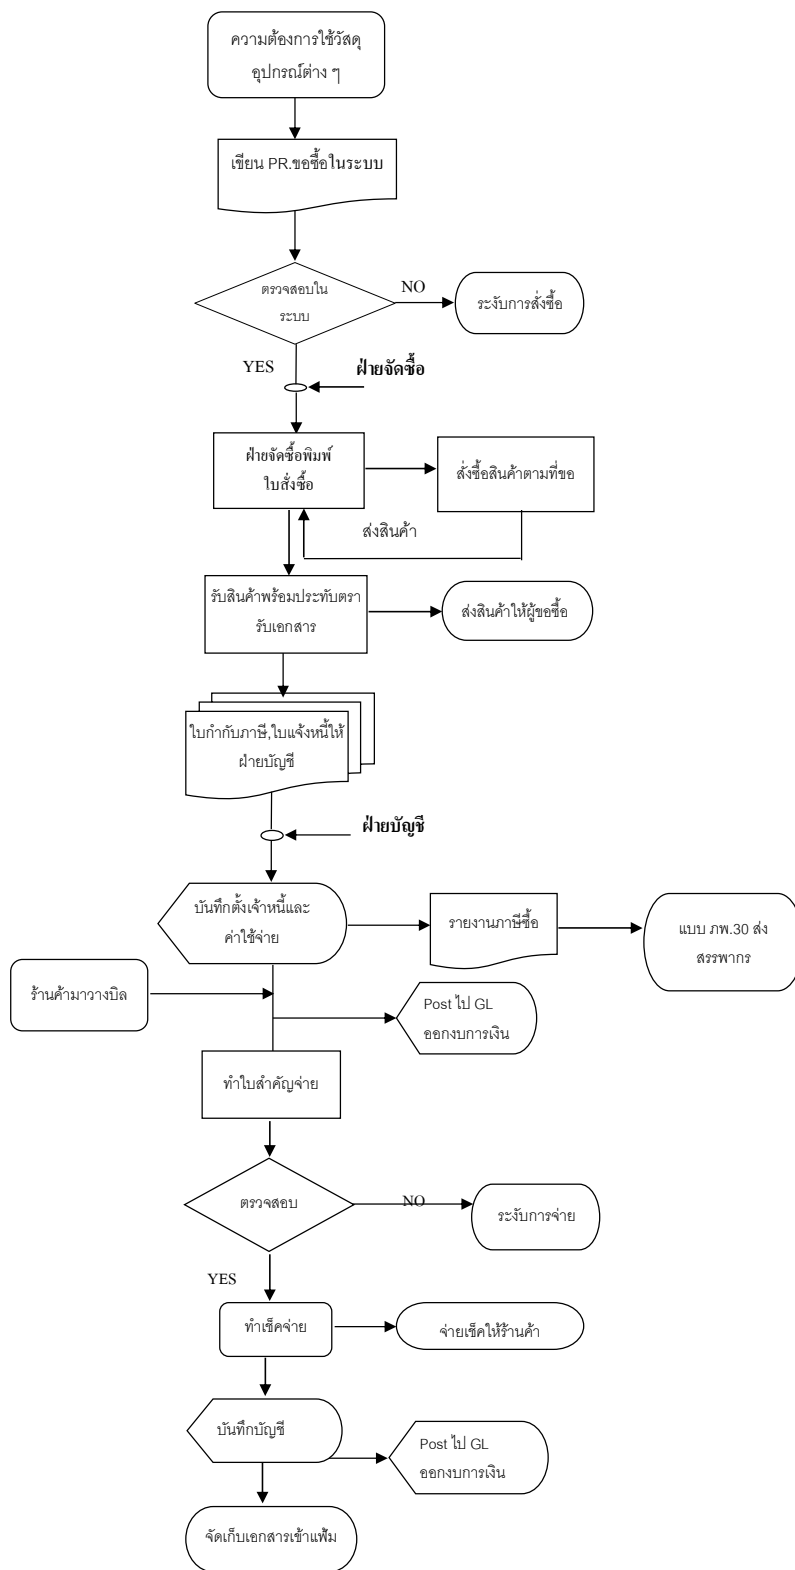 ความต้องการใช้วัสดุ
อุปกรณ์ต่าง ๆ
เขียน PR.ขอซื้อในระบบ
ตรวจสอบใน
ระบบ
NO
ระงับการสั่งซื้อ
YES
ฝ่ายจัดซื้อ
ฝ่ายจัดซื้อพิมพ์
ใบสั่งซื้อ
สั่งซื้อสินค้าตามที่ขอ
ส่งสินค้า
รับสินค้าพร้อมประทับตรา
รับเอกสาร
ส่งสินค้าให้ผู้ขอซื้อ
ใบกำกับภาษี,ใบแจ้งหนี้ให้
ฝ่ายบัญชี
ฝ่ายบัญชี
บันทึกตั้งเจ้าหนี้และ
ค่าใช้จ่าย
รายงานภาษีซื้อ
แบบ ภพ.30 ส่ง
สรรพากร
ร้านค้ามาวางบิล
Post ไป GL
ออกงบการเงิน
ทำใบสำคัญจ่าย
ตรวจสอบ
NO
ระงับการจ่าย
YES
ทำเช็คจ่าย
จ่ายเช็คให้ร้านค้า
บันทึกบัญชี
Post ไป GL
ออกงบการเงิน
จัดเก็บเอกสารเข้าแฟ้ม